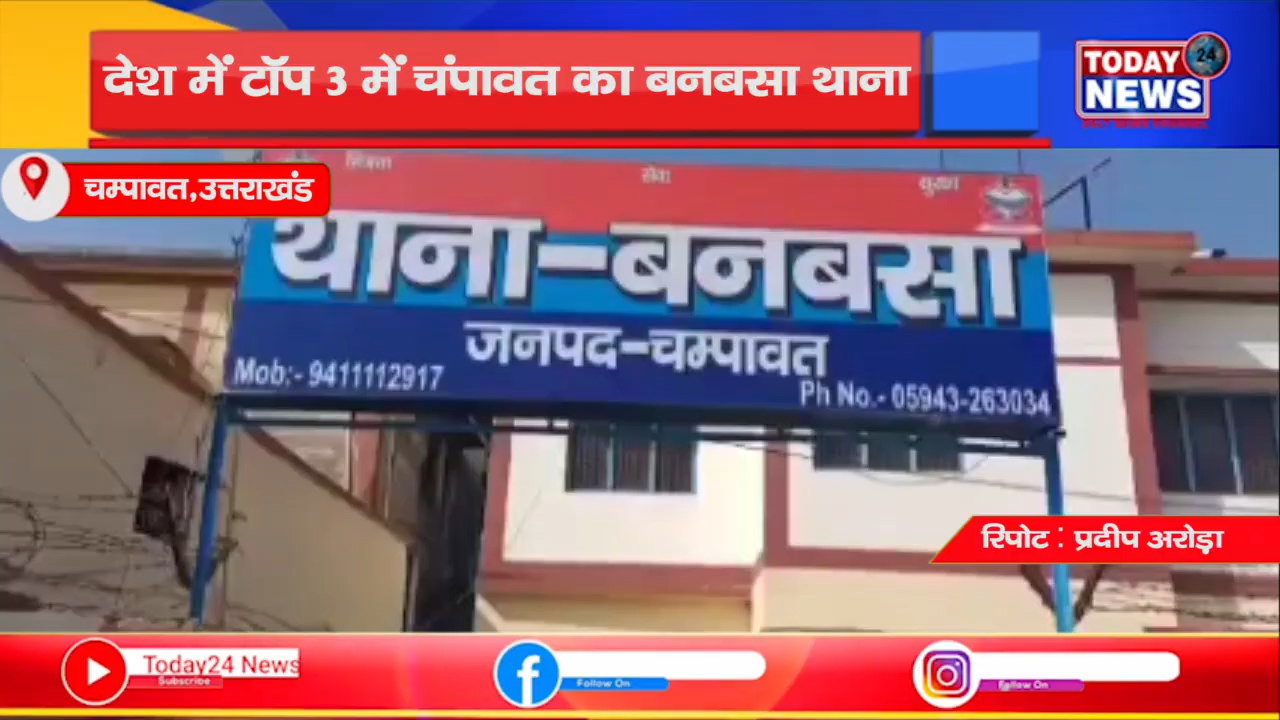 देश में टॉप 3 में चंपावत का बनबसा थाना
TODAY 24
NEWS
चम्पावत,उत्तराखंड
सेवा
सुरक्षा
थाना-बनबसा
जनपद-चम्पावत
Mob:- 9411112917
Ph No.- 05943-263034
रिपोट : प्रदीप अरोड़ा
Today24 News
Subscribe
Follow On
Follow On